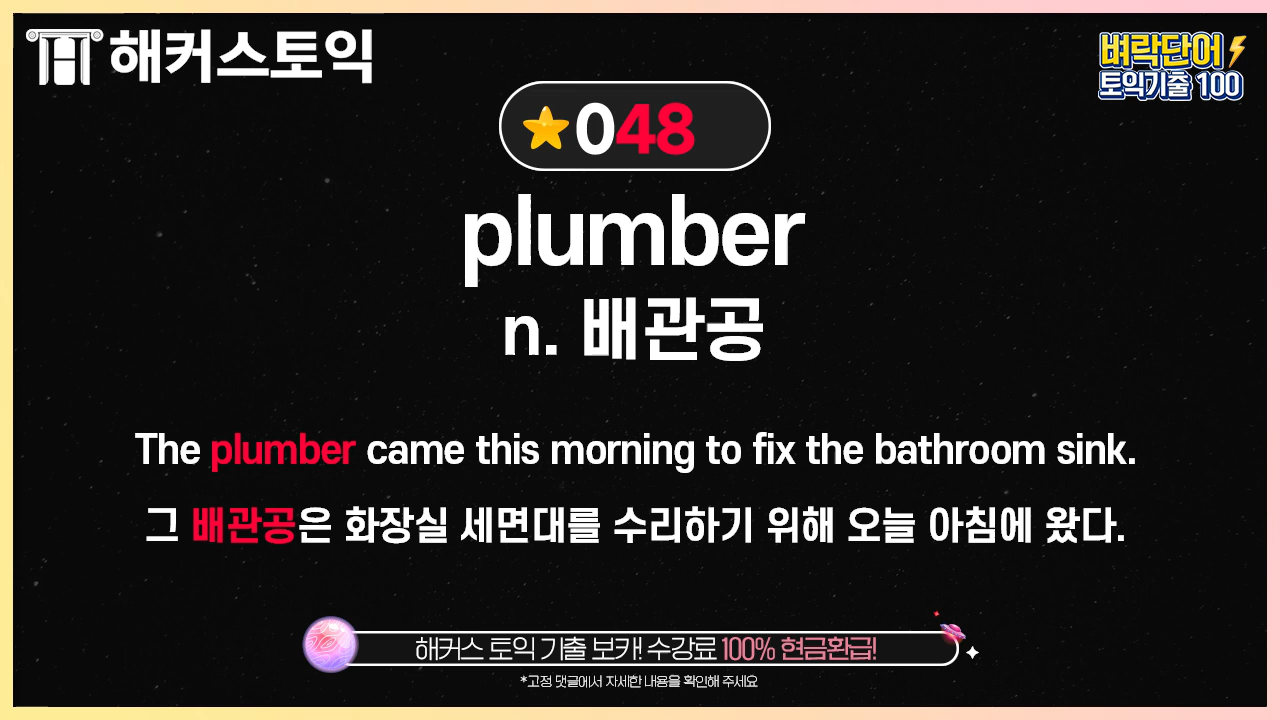 해커스토익
벼락단어
토익기출 100
048
plumber
n. 배관공
The plumber came this morning to fix the bathroom sink.
그 배관공은 화장실 세면대를 수리하기 위해 오늘 아침에 왔다.
해커스 토익 기출 보카! 수강료 100% 현금환급!
*고정 댓글에서 자세한 내용을 확인해 주세요